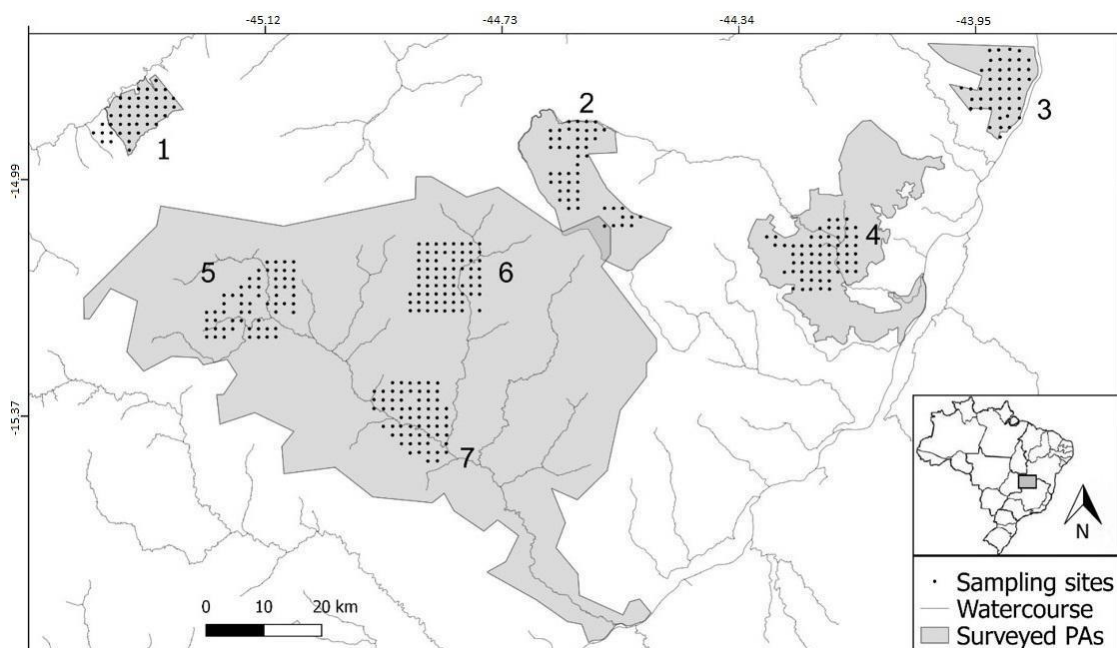 -45.12 -44.73 -44.34 -43.95
2
3
1
-14.99
4
5 6
-15.37
7
N
0 10 20 km
Sampling sites
Watercourse
Surveyed PAs